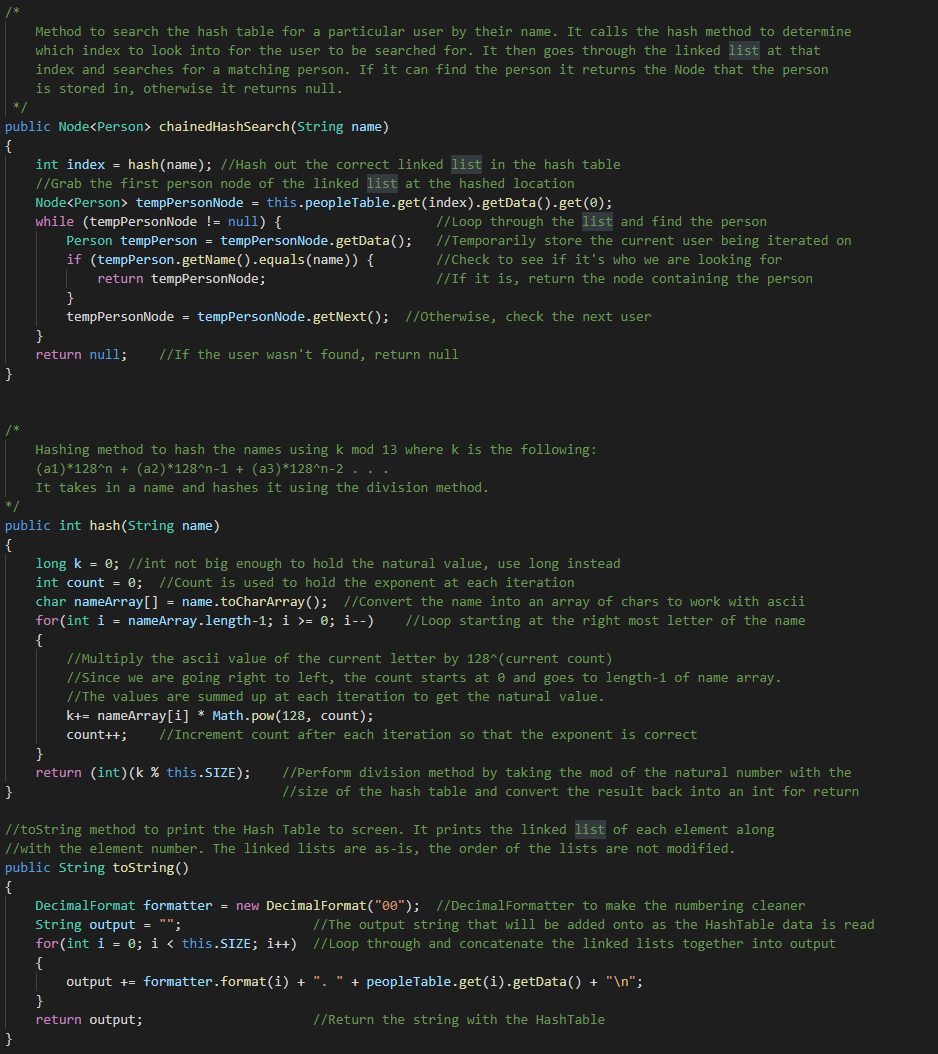 /*
Method to search the hash table for a particular user by their name. It calls the hash method to determine
which index to look into for the user to be searched for. It then goes through the linked list at that
index and searches for a matching person. If it can find the person it returns the Node that the person
is stored in, otherwise it returns null.
*/
public Node<Person> chainedHashSearch(String name)
{
int index = hash(name); //Hash out the correct linked list in the hash table
//Grab the first person node of the linked list at the hashed location
Node<Person> tempPersonNode = this.peopleTable.get(index).getData().get(0);
while (tempPersonNode != null) { //Loop through the list and find the person
Person tempPerson = tempPersonNode.getData(); //Temporarily store the current user being iterated on
if (tempPerson.getName().equals(name)) { //Check to see if it's who we are looking for
return tempPersonNode; //If it is, return the node containing the person
}
tempPersonNode = tempPersonNode.getNext(); //Otherwise, check the next user
}
return null; //If the user wasn't found, return null
}
/*
Hashing method to hash the names using k mod 13 where k is the following:
(a1)*128^n + (a2)*128^n-1 + (a3)*128^n-2 . . .
It takes in a name and hashes it using the division method.
*/
public int hash(String name)
{
long k = 0; //int not big enough to hold the natural value, use long instead
int count = 0; //Count is used to hold the exponent at each iteration
char nameArray[] = name.toCharArray(); //Convert the name into an array of chars to work with ascii
for(int i = nameArray.length-1; i >= 0; i--) //Loop starting at the right most letter of the name
{
//Multiply the ascii value of the current letter by 128^(current count)
//Since we are going right to left, the count starts at 0 and goes to length-1 of name array.
//The values are summed up at each iteration to get the natural value.
k+= nameArray[i] * Math.pow(128, count);
count++; //Increment count after each iteration so that the exponent is correct
}
return (int)(k % this.SIZE); //Perform division method by taking the mod of the natural number with the
} //size of the hash table and convert the result back into an int for return
//toString method to print the Hash Table to screen. It prints the linked list of each element along
//with the element number. The linked lists are as-is, the order of the lists are not modified.
public String toString()
{
DecimalFormat formatter = new DecimalFormat("00"); //DecimalFormatter to make the numbering cleaner
String output = ""; //The output string that will be added onto as the HashTable data is read
for(int i = 0; i < this.SIZE; i++) //Loop through and concatenate the linked lists together into output
{
output += formatter.format(i) + ". " + peopleTable.get(i).getData() + "\n";
}
return output; //Return the string with the HashTable
}